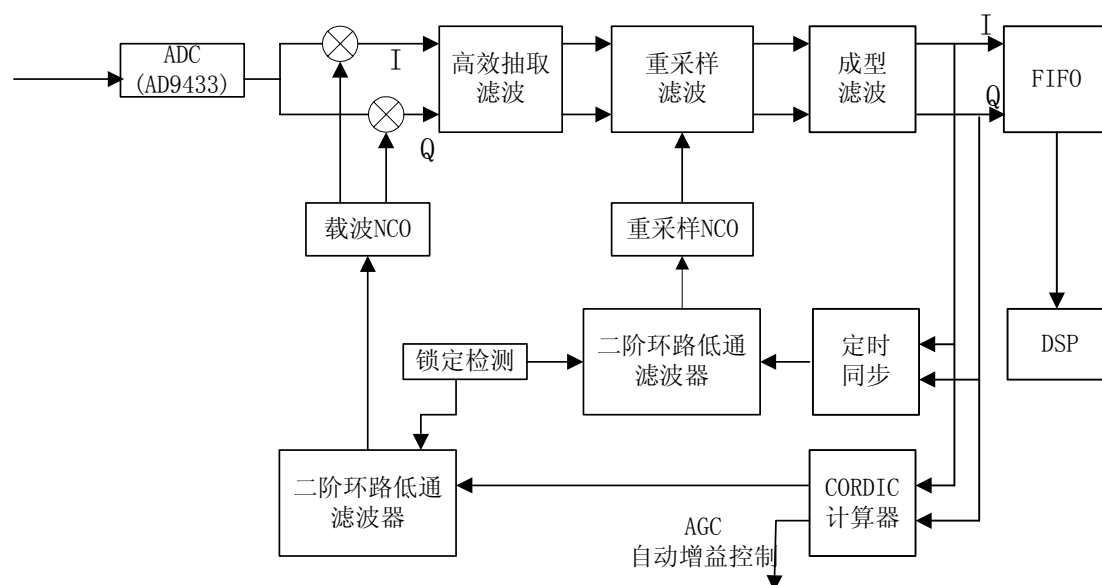 ADC
(AD9433)
I
Q
高效抽取
滤波
重采样
滤波
成型
滤波
I
Q
FIFO
载波NCO
重采样NCO
锁定检测
二阶环路低通
滤波器
定时
同步
DSP
二阶环路低通
滤波器
CORDIC
计算器
AGC
自动增益控制